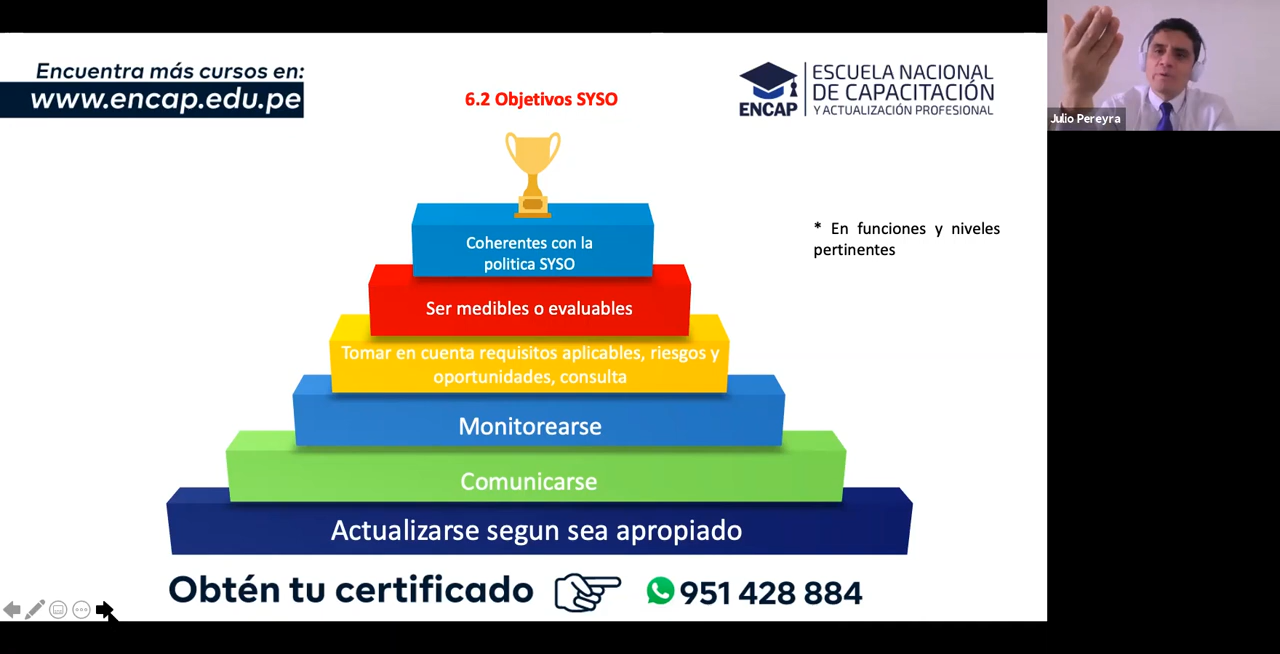 Encuentra más cursos en:
www.encap.edu.pe
6.2 Objetivos SYSO
ENCAP
ESCUELA NACIONAL
DE CAPACITACIÓN
Y ACTUALIZACIÓN PROFESIONAL
Julio Pereyra
* En funciones y niveles
pertinentes
Coherentes con la
politica SYSO
Ser medibles o evaluables
Tomar en cuenta requisitos aplicables, riesgos y
oportunidades, consulta
Monitorearse
Comunicarse
Actualizarse segun sea apropiado
Obtén tu certificado
951 428 884